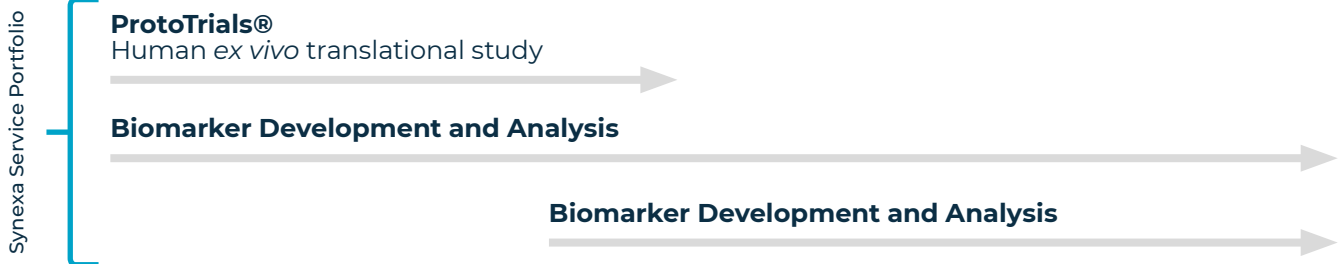 Synexa Service Portfolio
ProtoTrials®
Human ex vivo translational study
Biomarker Development and Analysis
Biomarker Development and Analysis